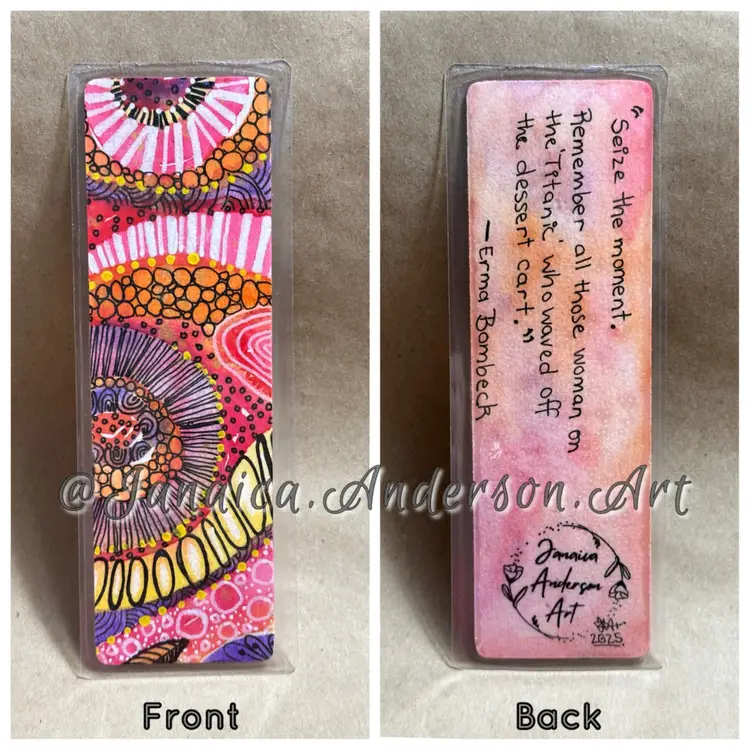 "Seize the moment.
Remember all those woman on
the 'Titanic' who waved off
the dessert cart."
—Erma Bombeck
@Janaica.Anderson.Art
Janaica
Anderson
Art
2025
Front
Back